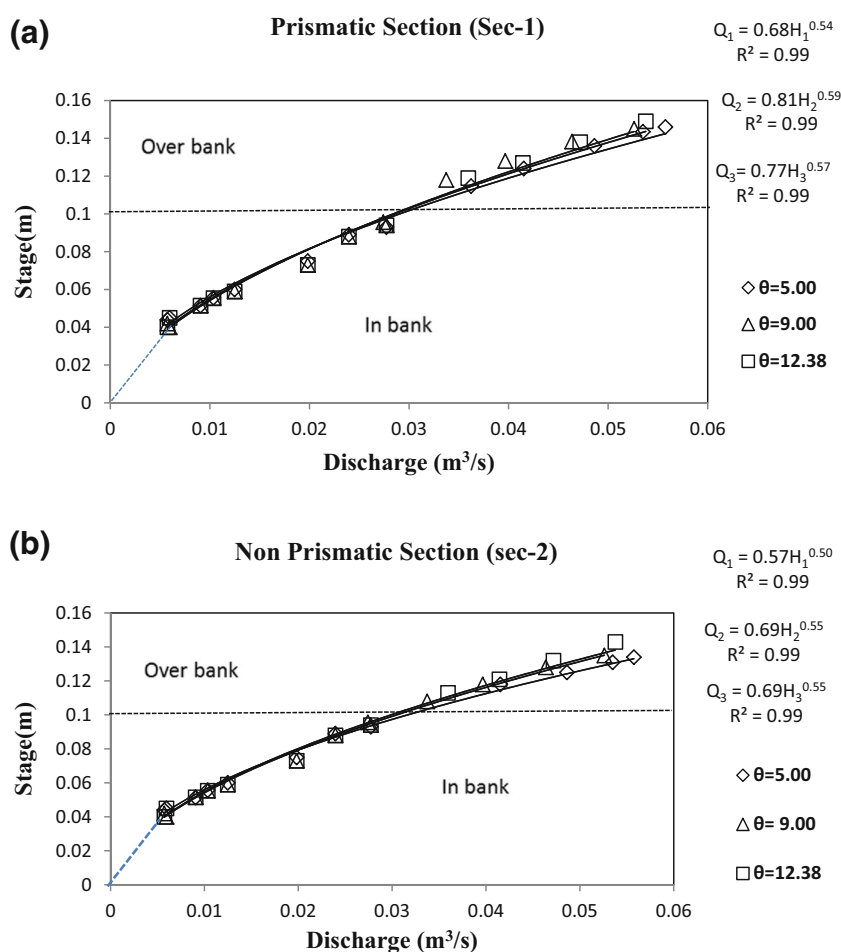 (a)
Prismatic Section (Sec-1)
Q₁ = 0.68H₁^0.54
R² = 0.99
Q₂ = 0.81H₂^0.59
R² = 0.99
Q₃= 0.77H₃^0.57
R² = 0.99
0.16
0.14
0.12
0.1
0.08
0.06
0.04
0.02
0
Stage(m)
Over bank
In bank
0
0.01
0.02
0.03
0.04
0.05
0.06
Discharge (m³/s)
θ=5.00
θ=9.00
θ=12.38
(b)
Non Prismatic Section (sec-2)
Q₁ = 0.57H₁^0.50
R² = 0.99
Q₂ = 0.69H₂^0.55
R² = 0.99
Q₃ = 0.69H₃^0.55
R² = 0.99
0.16
0.14
0.12
0.1
0.08
0.06
0.04
0.02
0
Stage(m)
Over bank
In bank
0
0.01
0.02
0.03
0.04
0.05
0.06
Discharge (m³/s)
θ=5.00
θ= 9.00
θ=12.38